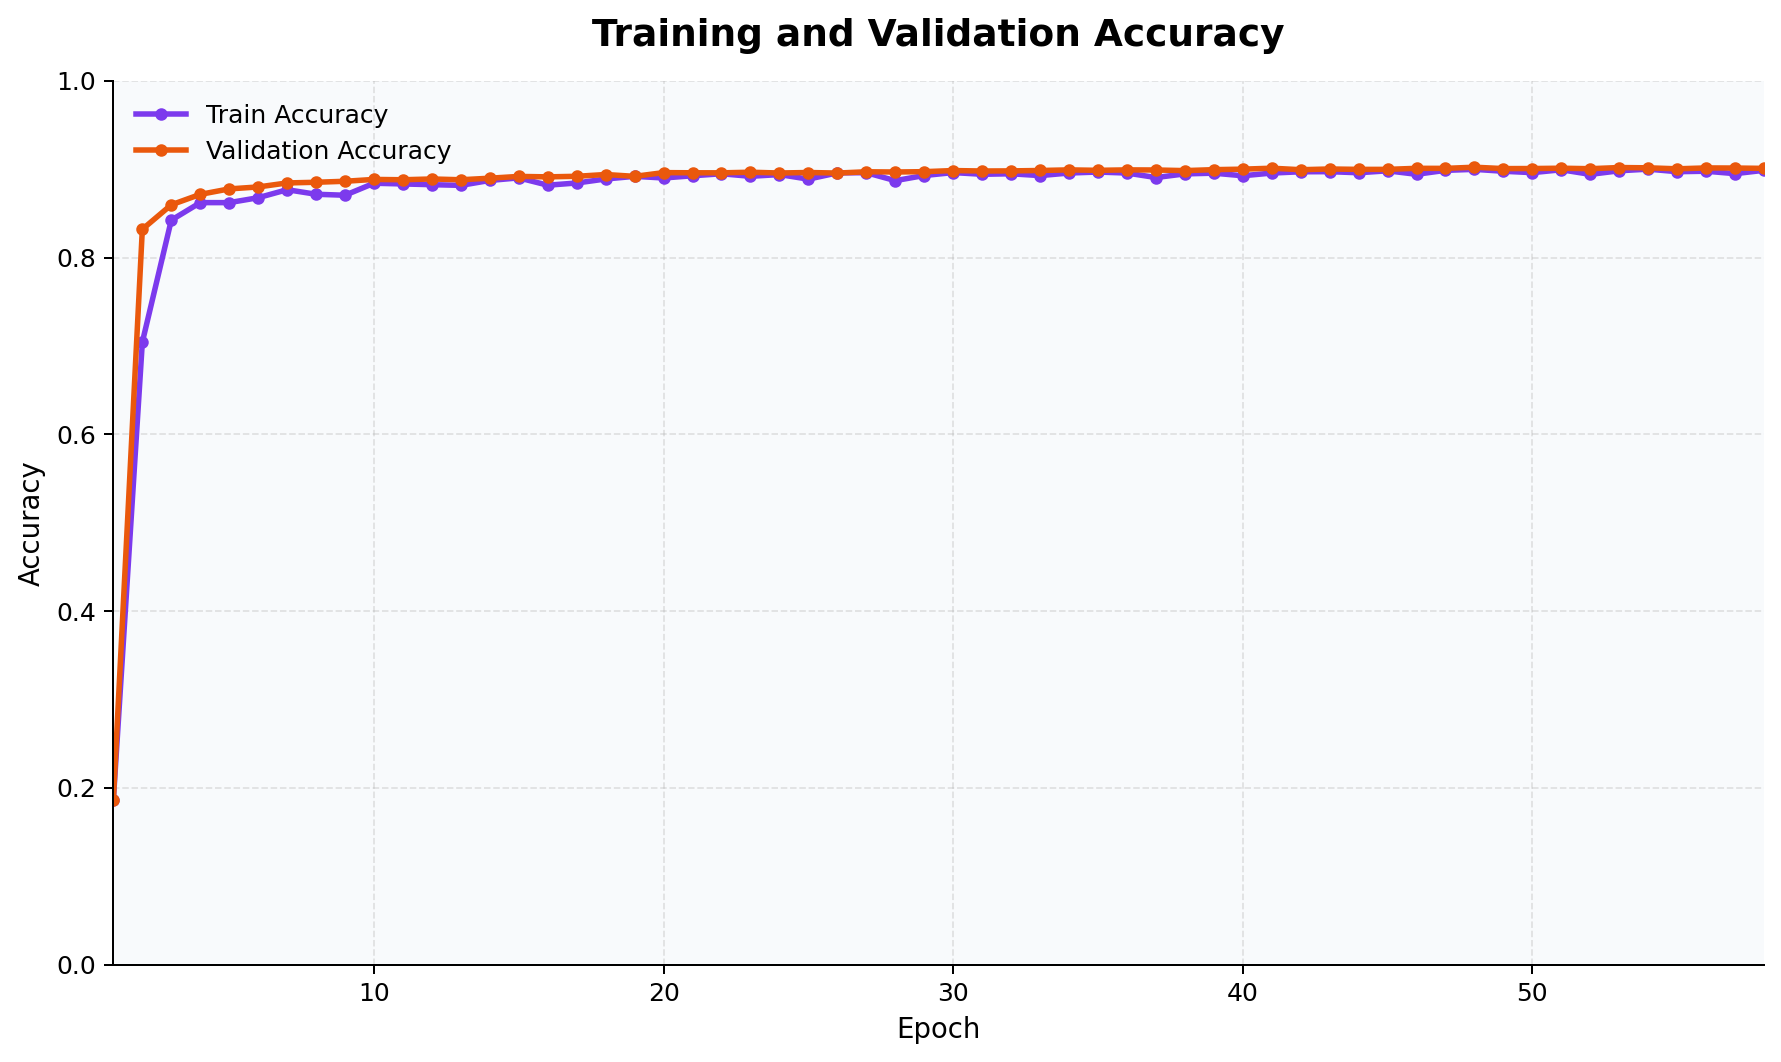 Training and Validation Accuracy
1.0
Train Accuracy
Validation Accuracy
0.8
0.6
Accuracy
0.4
0.2
0.0
10 20 30 40 50
Epoch